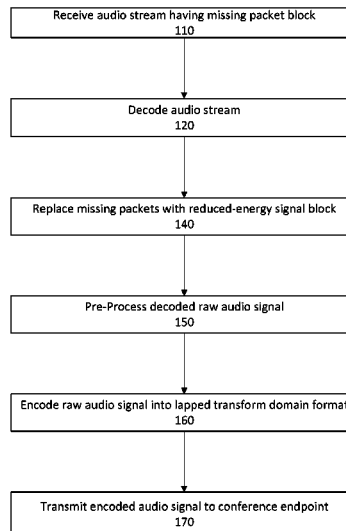 Receive audio stream having missing packet block
110
Decode audio stream
120
Replace missing packets with reduced-energy signal block
140
Pre-Process decoded raw audio signal
150
Encode raw audio signal into lapped transform domain format
160
Transmit encoded audio signal to conference endpoint
170